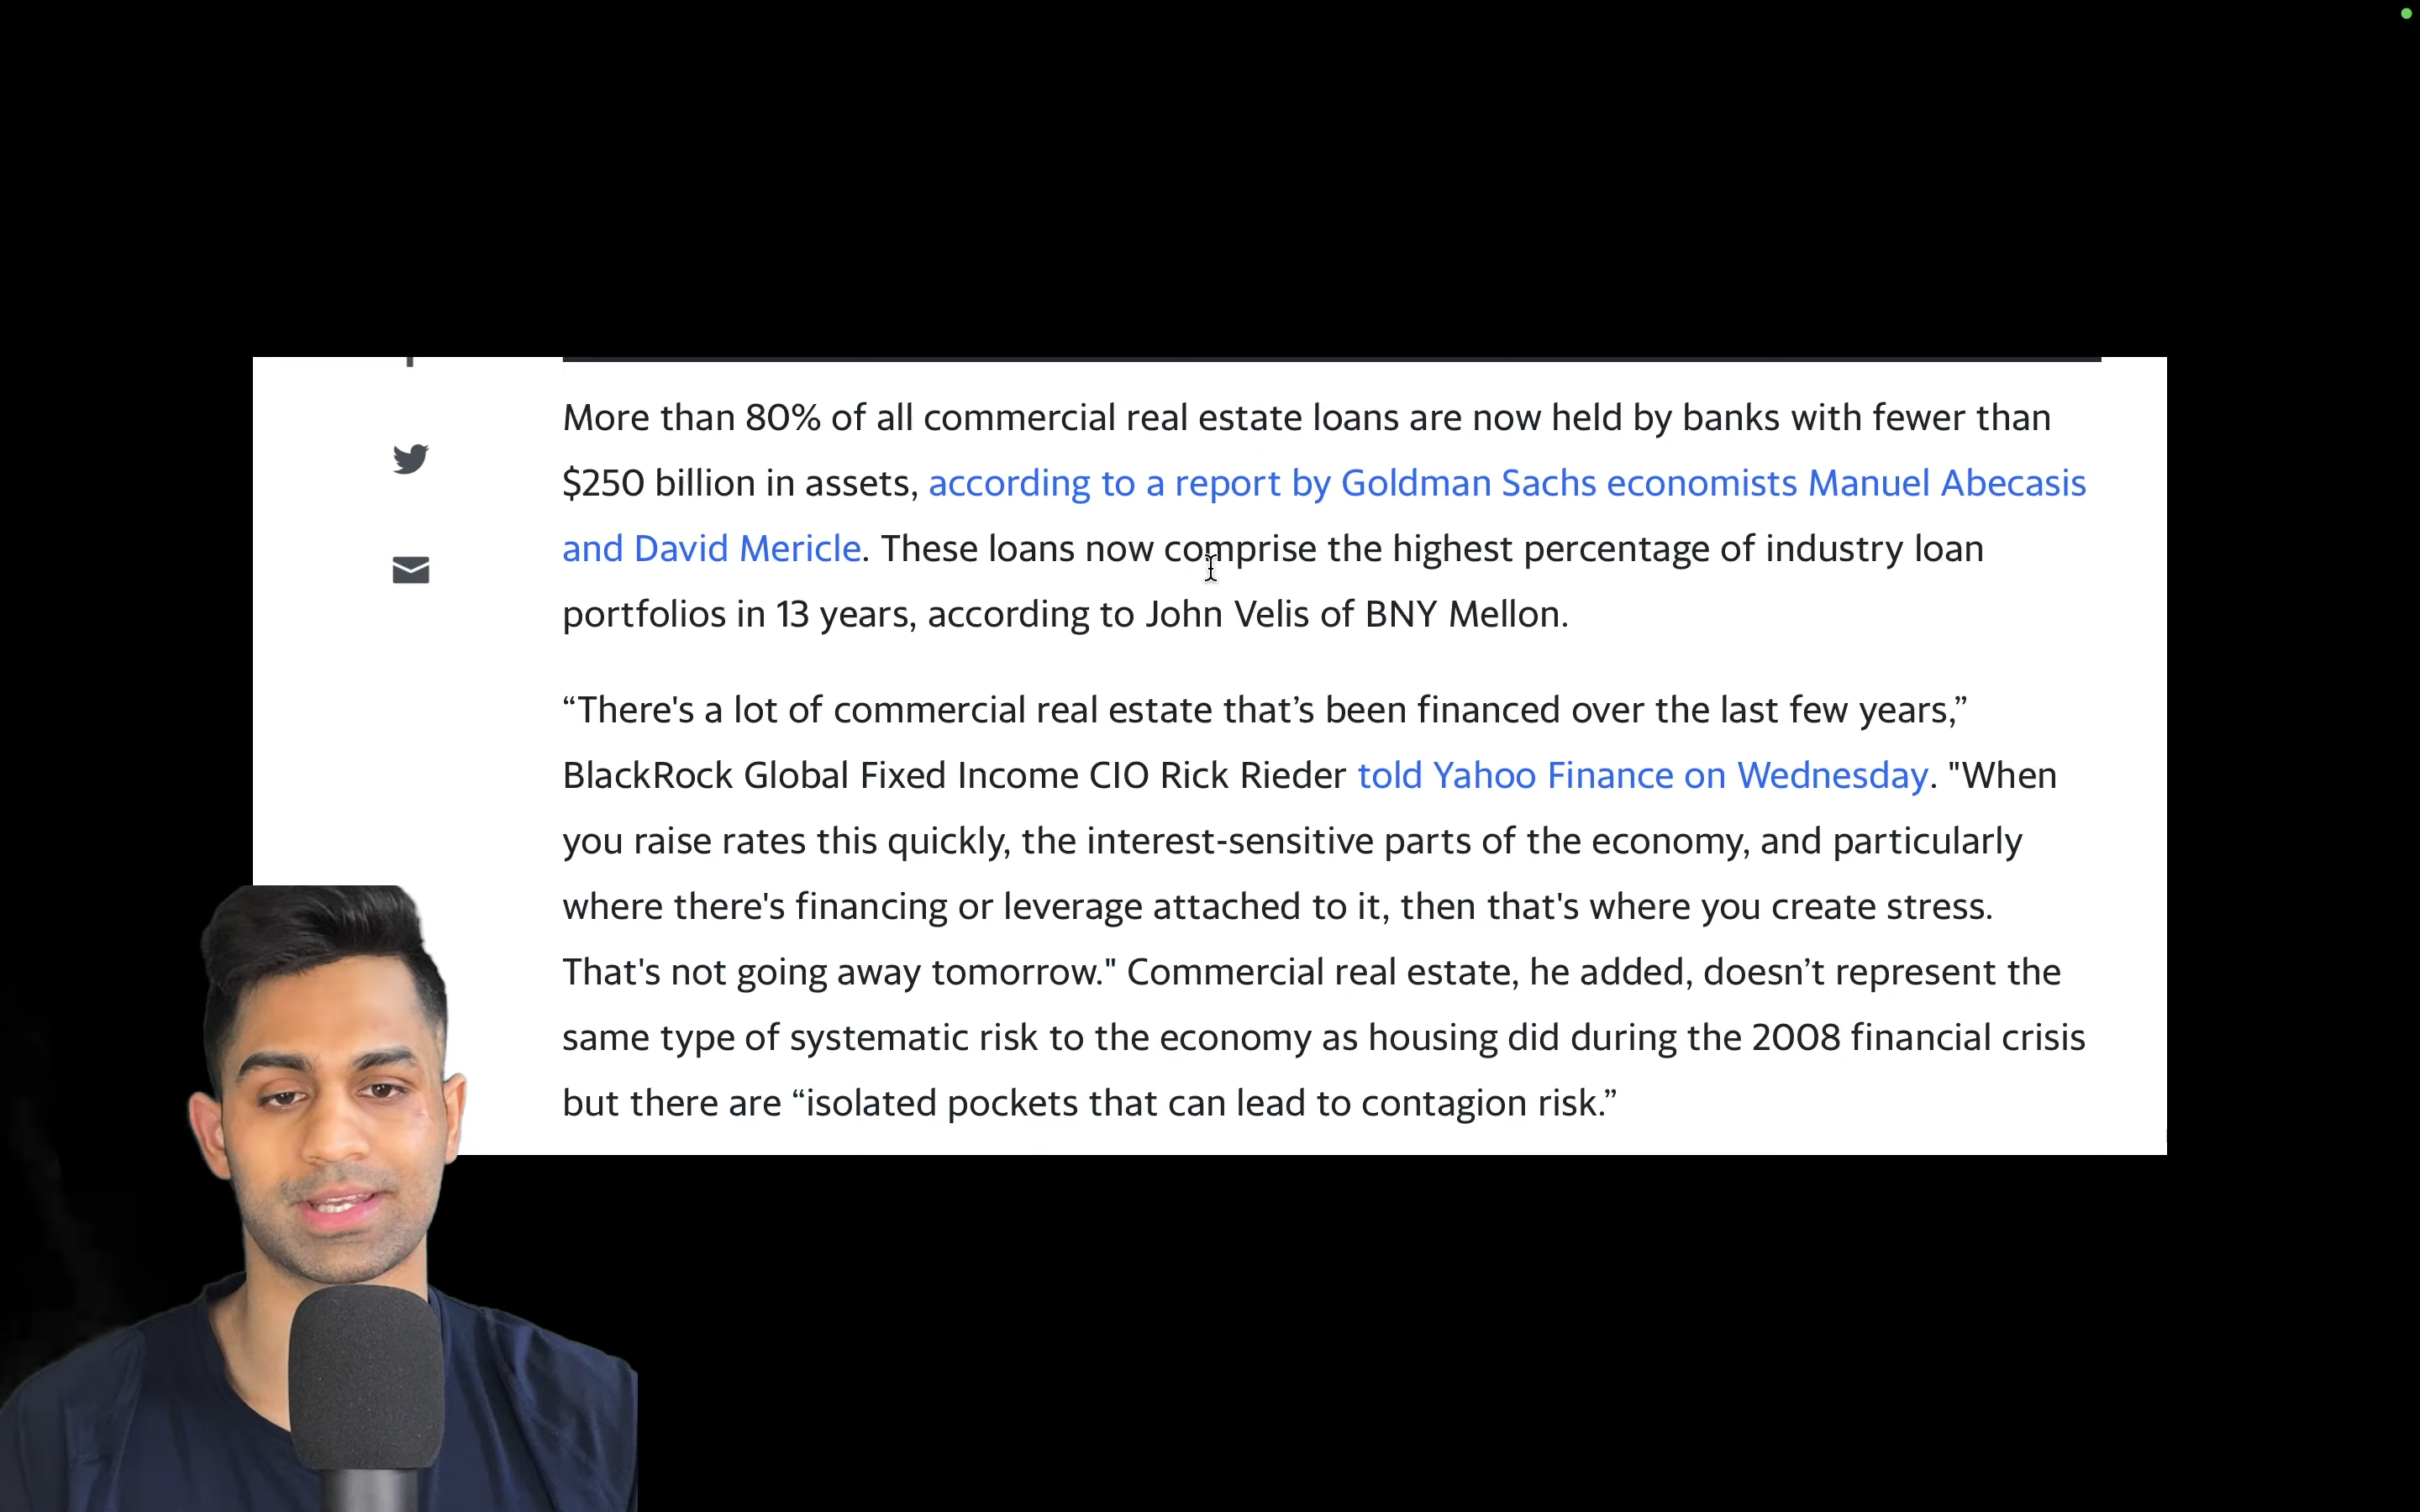 More than 80% of all commercial real estate loans are now held by banks with fewer than
$250 billion in assets, according to a report by Goldman Sachs economists Manuel Abecasis
and David Mericle. These loans now comprise the highest percentage of industry loan
portfolios in 13 years, according to John Velis of BNY Mellon.
“There's a lot of commercial real estate that’s been financed over the last few years,”
BlackRock Global Fixed Income CIO Rick Rieder told Yahoo Finance on Wednesday. "When
you raise rates this quickly, the interest-sensitive parts of the economy, and particularly
where there's financing or leverage attached to it, then that's where you create stress.
That's not going away tomorrow." Commercial real estate, he added, doesn’t represent the
same type of systematic risk to the economy as housing did during the 2008 financial crisis
but there are “isolated pockets that can lead to contagion risk.”